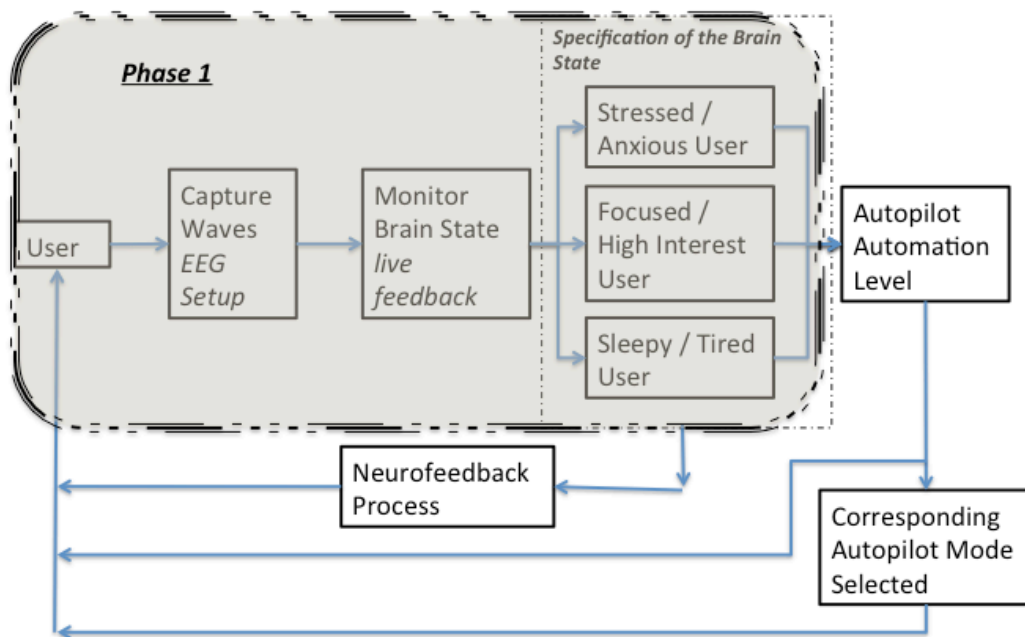 Specification of the Brain
State
Phase 1
Stressed /
Anxious User
Capture
Waves
EEG
Setup
Monitor
Brain State
live
feedback
Focused /
High Interest
User
Autopilot
Automation
Level
User
Sleepy / Tired
User
Neurofeedback
Process
Corresponding
Autopilot Mode
Selected